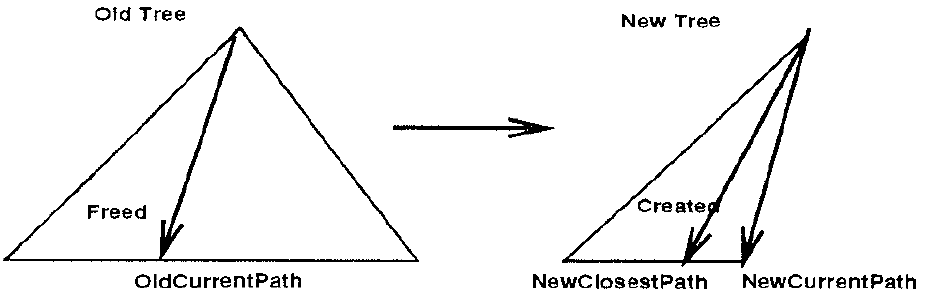 Old Tree
New Tree
Freed
Created
OldCurrentPath
NewClosestPath
NewCurrentPath